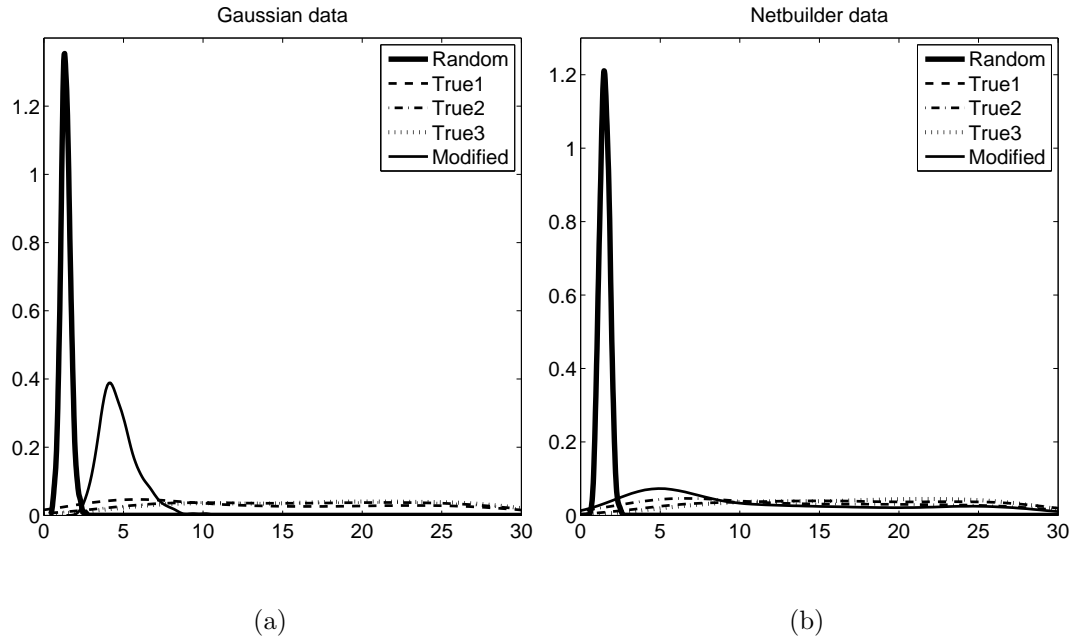 Gaussian data
Random
True1
True2
True3
Modified
1.2
1
0.8
0.6
0.4
0.2
0
0 5 10 15 20 25 30
(a)
Netbuilder data
Random
True1
True2
True3
Modified
1.2
1
0.8
0.6
0.4
0.2
0
0 5 10 15 20 25 30
(b)